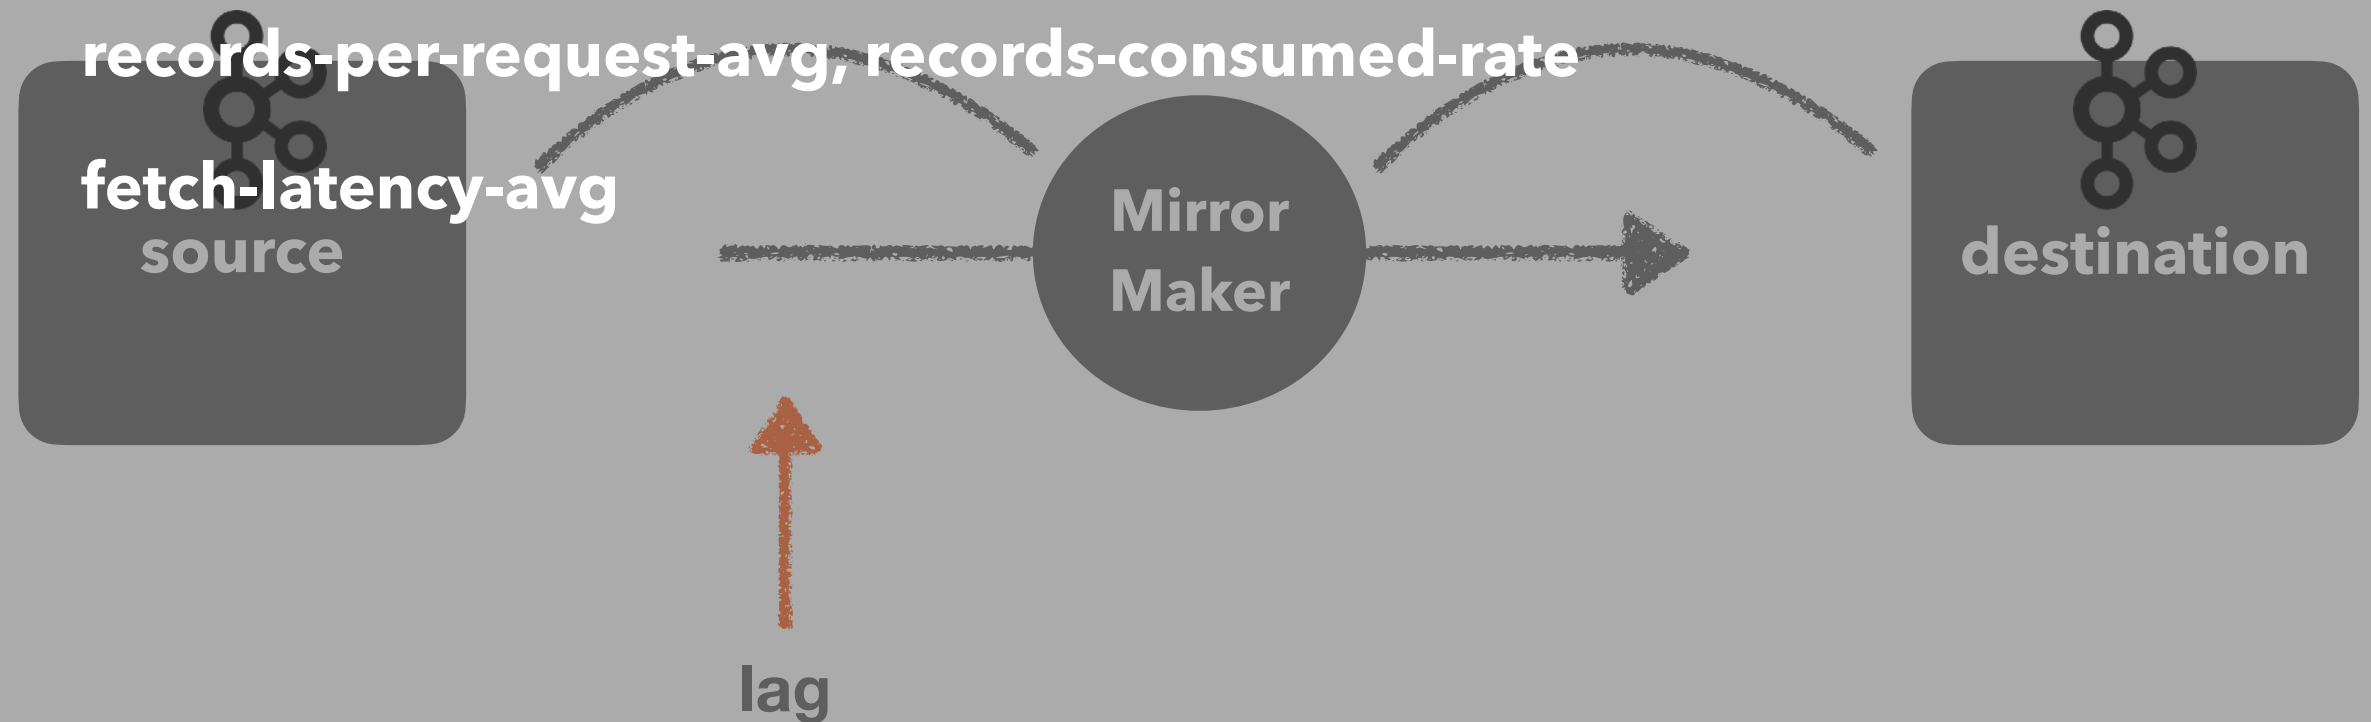 records-per-request-avg, records-consumed-rate
fetch-latency-avg
source
Mirror
Maker
destination
lag